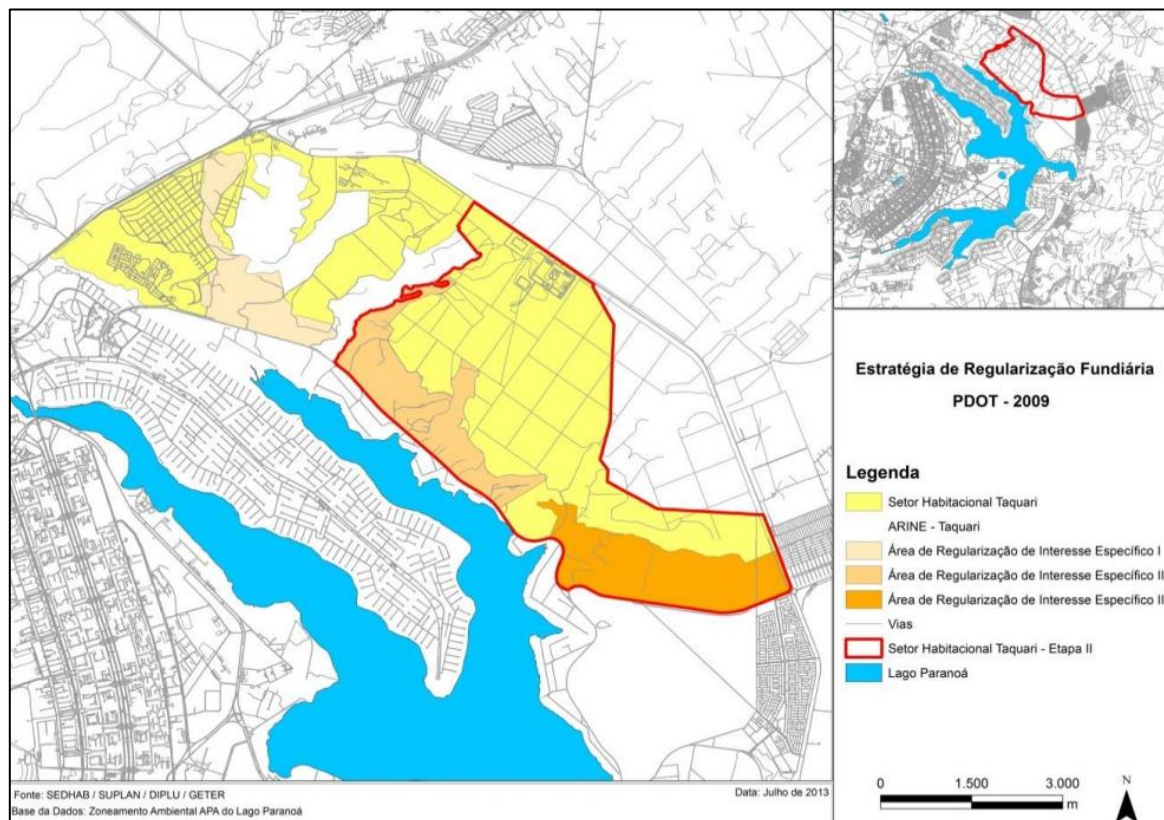 Estratégia de Regularização Fundiária
PDOT - 2009
Legenda
Setor Habitacional Taquari
ARINE - Taquari
Área de Regularização de Interesse Específico I
Área de Regularização de Interesse Específico II
Área de Regularização de Interesse Específico II
Vias
Setor Habitacional Taquari - Etapa II
Lago Paranoá
0 1.500 3.000
m
N
Fonte: SEDHAB / SUPLAN / DIPLU / GETER
Data: Julho de 2013
Base da Dados: Zoneamento Ambiental APA do Lago Paranoá